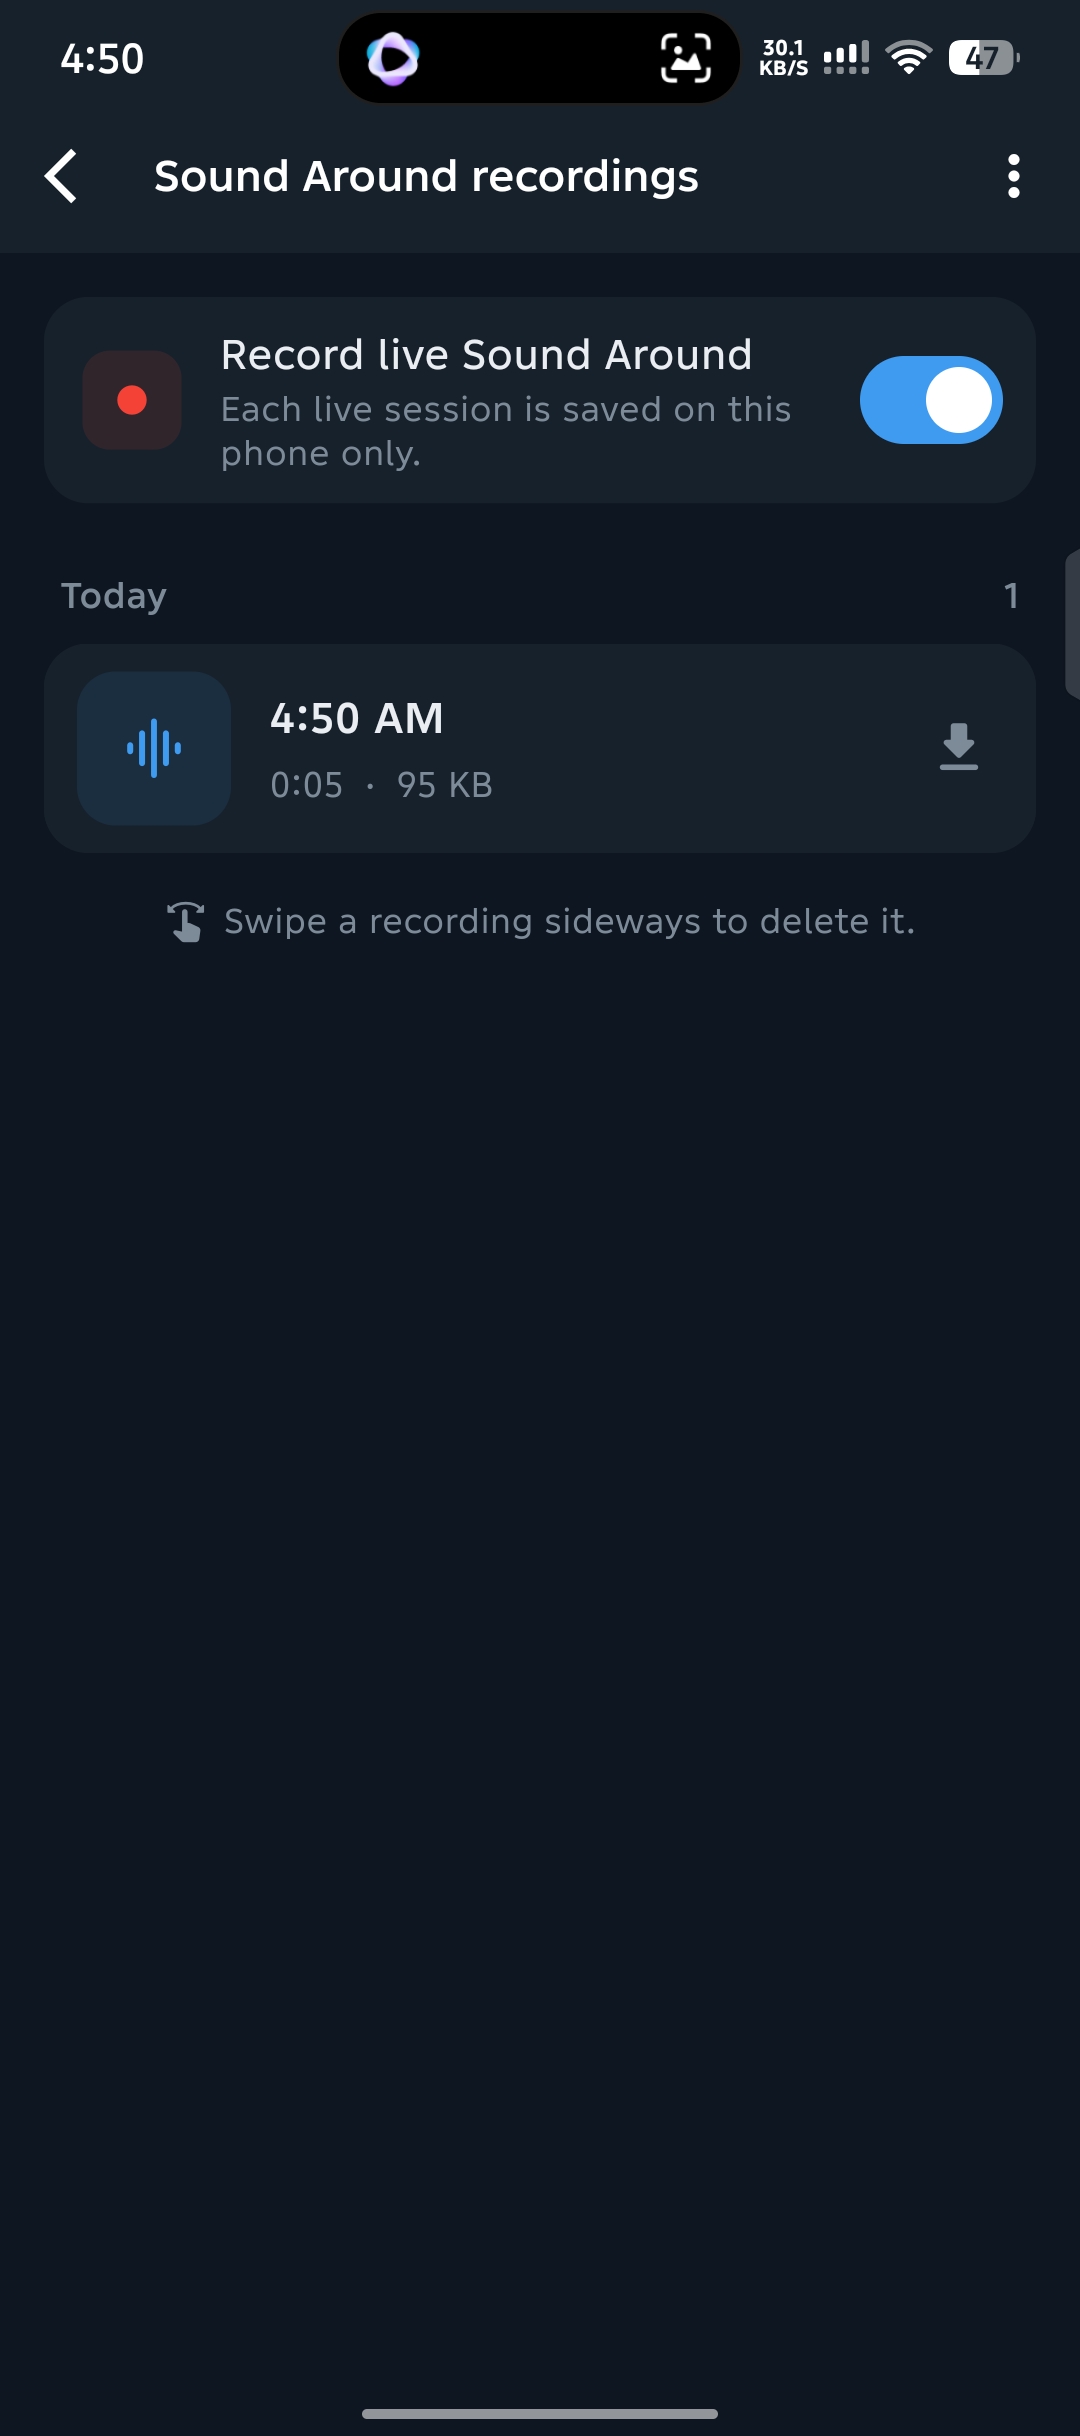 4:50
30.1
KB/S
47
Sound Around recordings
Record live Sound Around
Each live session is saved on this
phone only.
Today
1
4:50 AM
0:05 · 95 KB
Swipe a recording sideways to delete it.